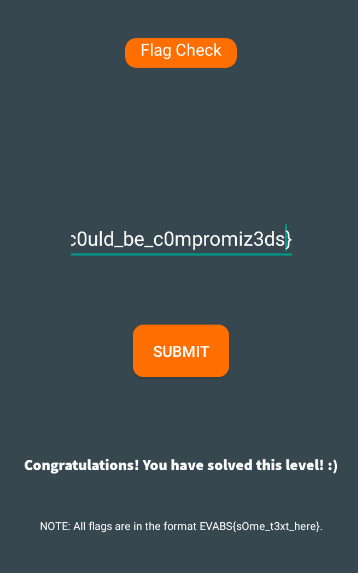 Flag Check
c0uld_be_c0mpromiz3ds}
SUBMIT
Congratulations! You have solved this level! :)
NOTE: All flags are in the format EVABS{sOme_t3xt_here}.